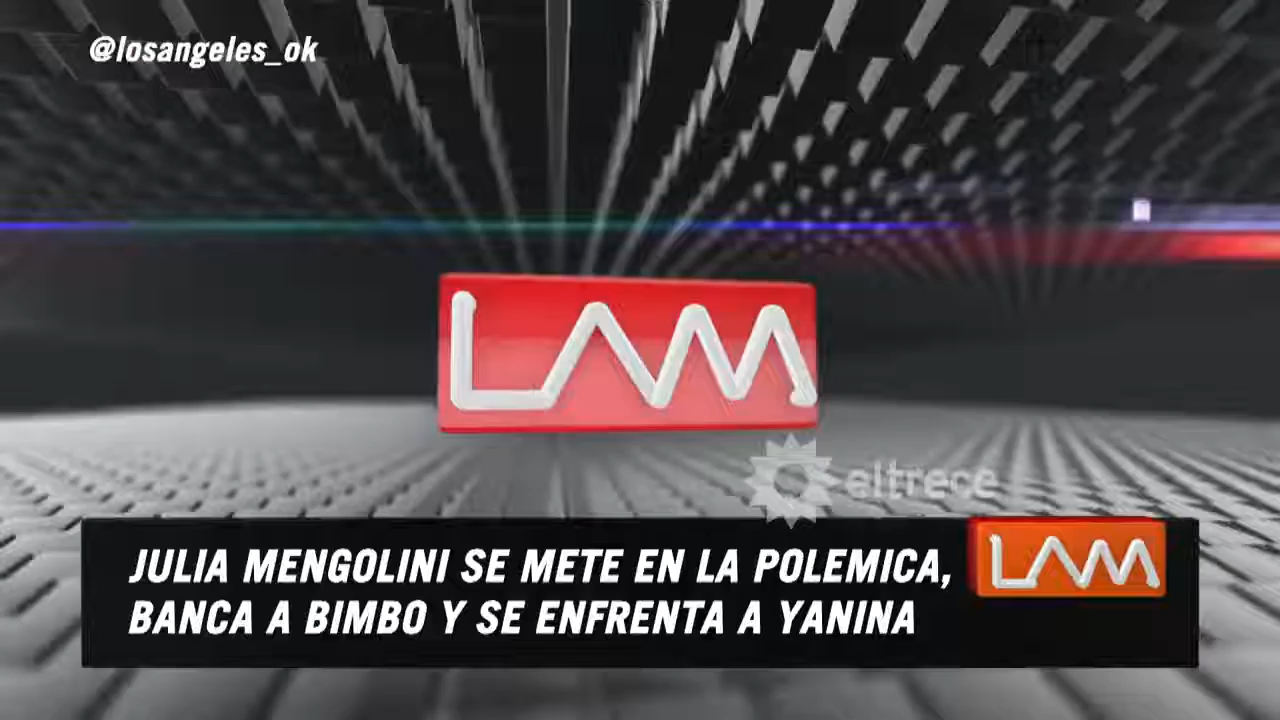 @losangeles_ok
LAM
eltrece
JULIA MENGOLINI SE METE EN LA POLEMICA,
LAM
BANCA A BIMBO Y SE ENFRENTA A YANINA